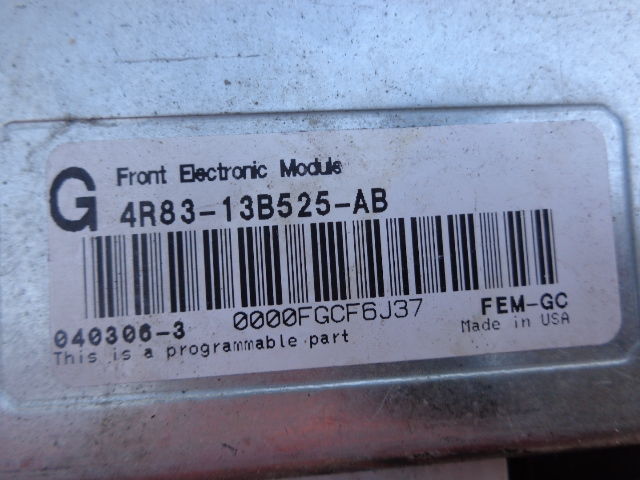 G
Front Electronic Module
4R83-13B525-AB
0000FGCF6J37
FEM-GC
040306-3
Made in USA
This is a programmable part